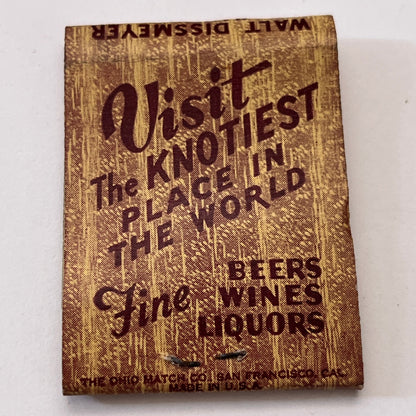 WALT DISSMEYER
Visit
The KNOTIEST
PLACE IN
THE WORLD
Fine BEERS
WINES
LIQUORS
THE OHIO MATCH CO. SAN FRANCISCO, CAL.
MADE IN U.S.A.